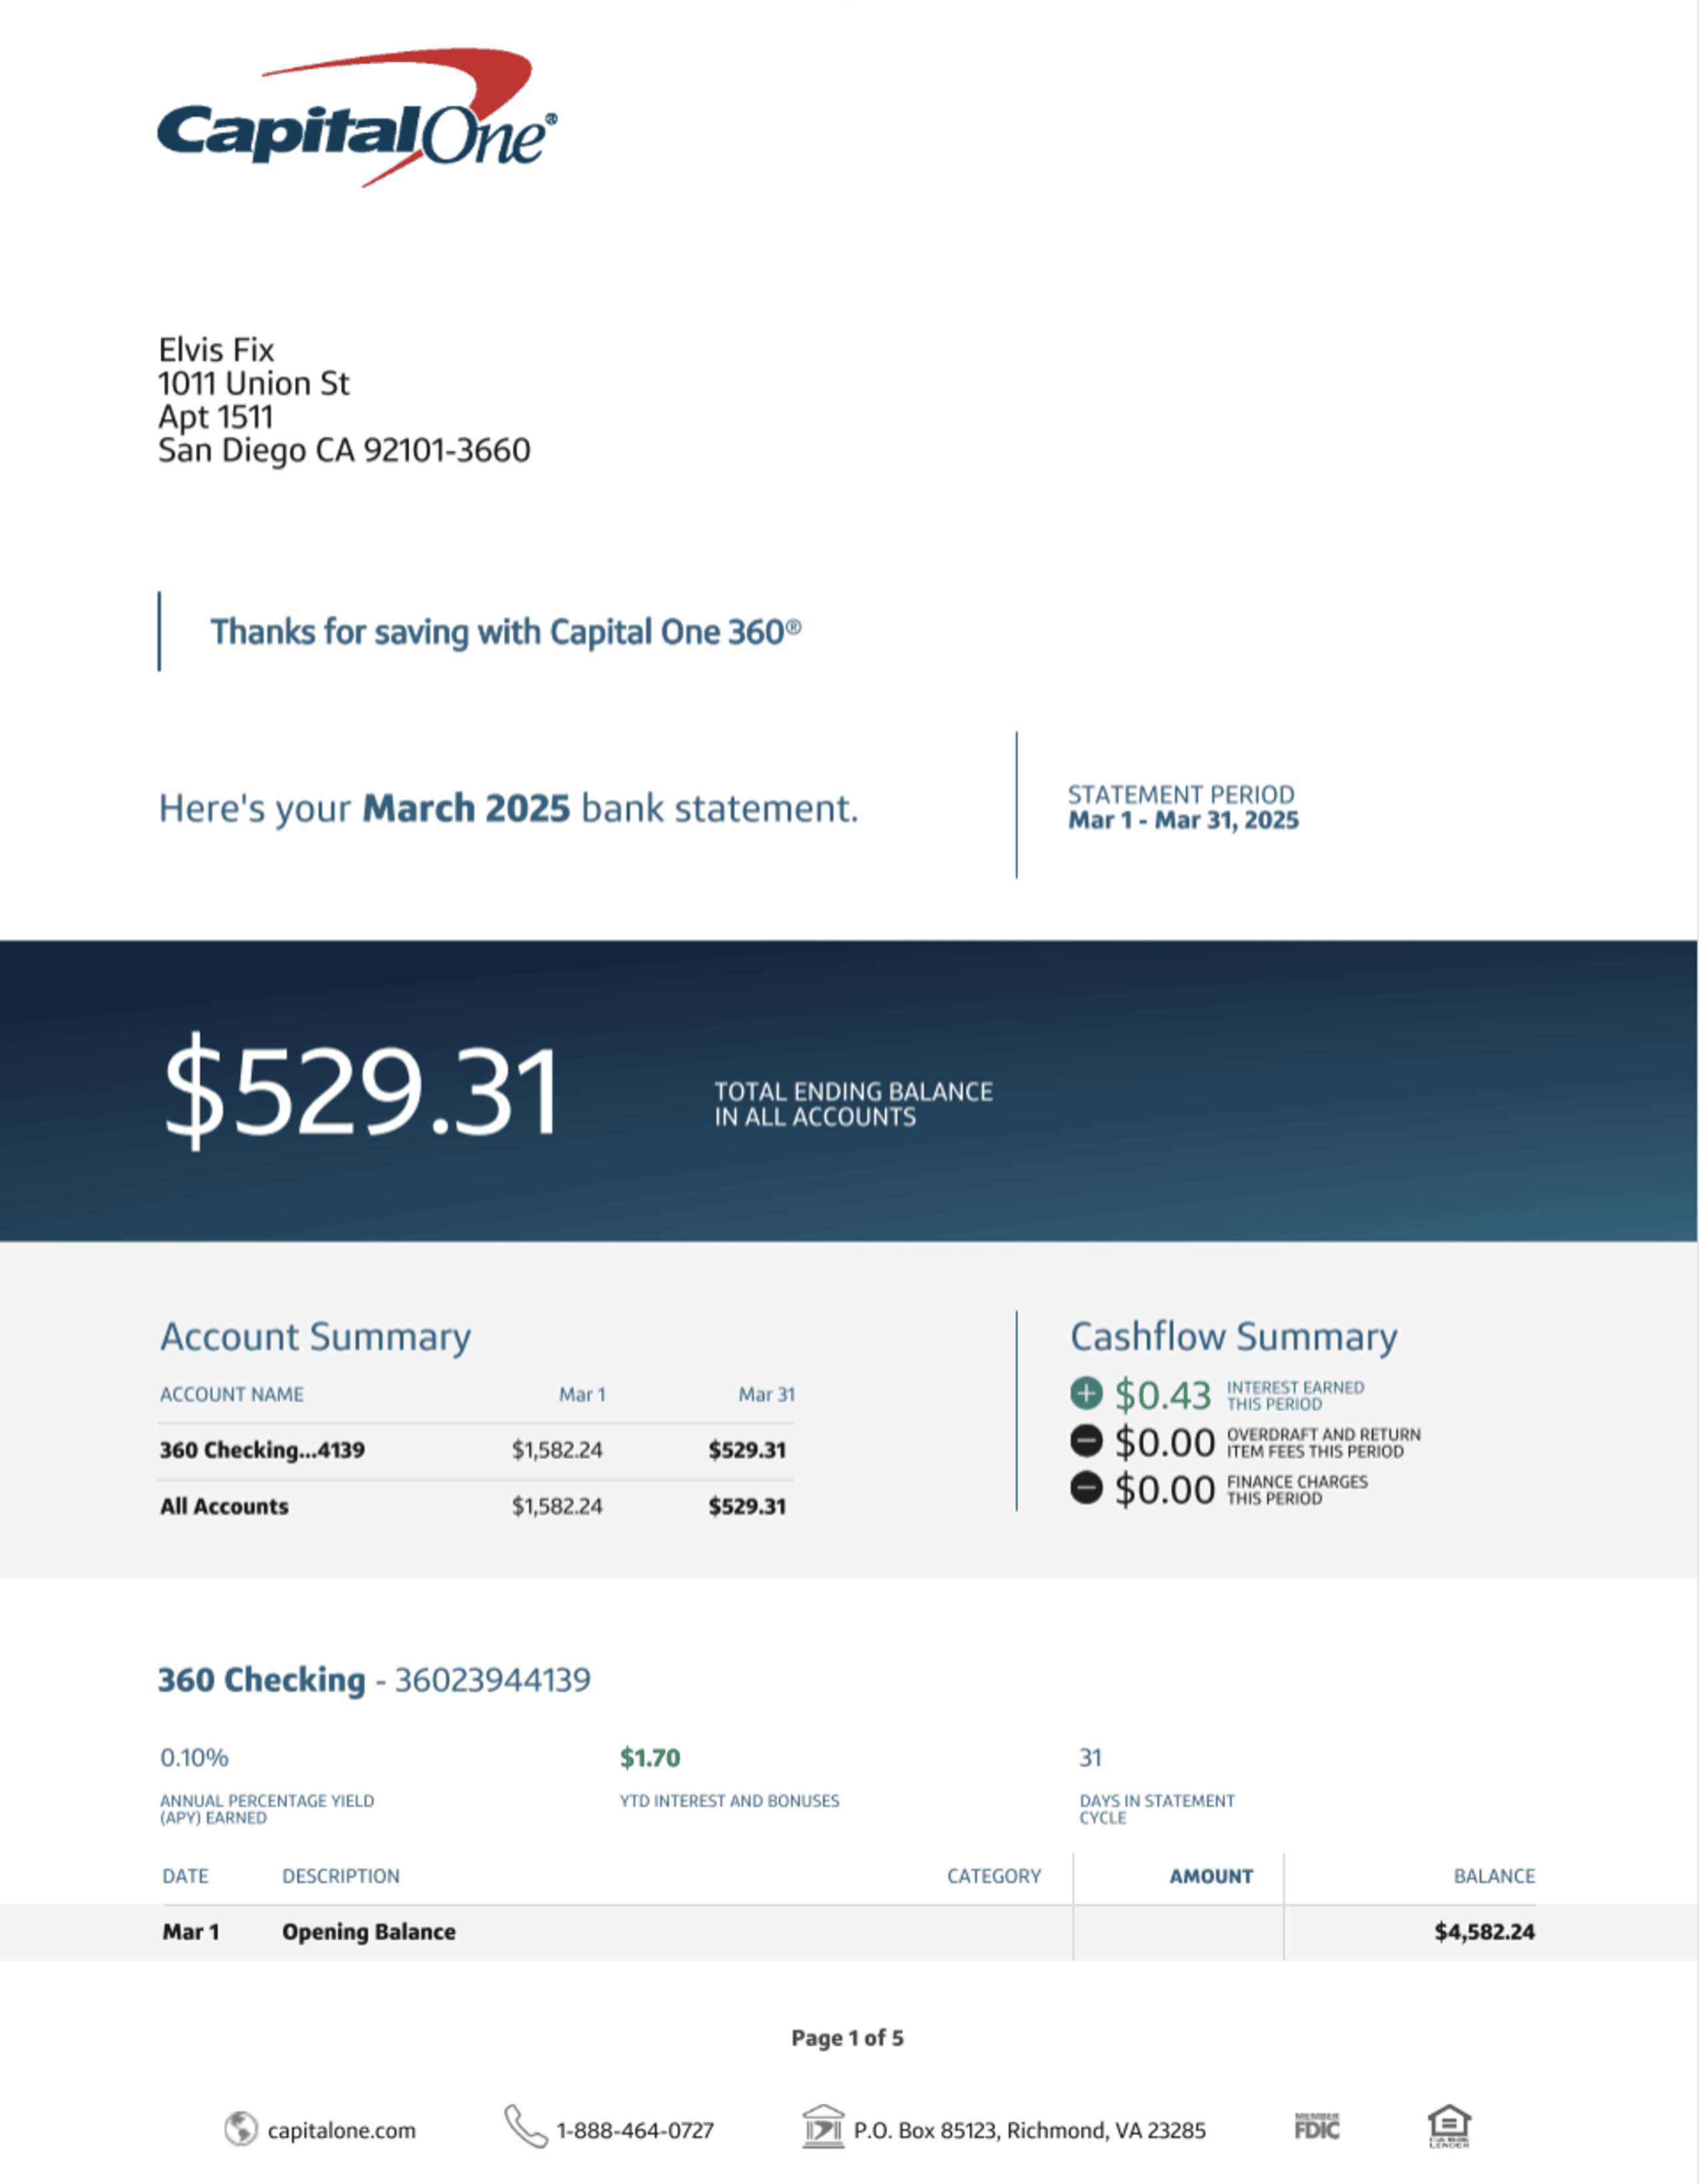 CapitalOne®
Elvis Fix
1011 Union St
Apt 1511
San Diego CA 92101-3660
Thanks for saving with Capital One 360®
Here's your March 2025 bank statement.
STATEMENT PERIOD
Mar 1 - Mar 31, 2025
$529.31
TOTAL ENDING BALANCE
IN ALL ACCOUNTS
Account Summary
ACCOUNT NAME Mar 1 Mar 31
360 Checking...4139 $1,582.24 $529.31
All Accounts $1,582.24 $529.31
Cashflow Summary
$0.43 INTEREST EARNED
THIS PERIOD
$0.00 OVERDRAFT AND RETURN
ITEM FEES THIS PERIOD
$0.00 FINANCE CHARGES
THIS PERIOD
360 Checking - 36023944139
0.10% $1.70 31
ANNUAL PERCENTAGE YIELD YTD INTEREST AND BONUSES DAYS IN STATEMENT
(APY) EARNED CYCLE
DATE DESCRIPTION CATEGORY AMOUNT BALANCE
Mar 1 Opening Balance $4,582.24
Page 1 of 5
capitalone.com 1-888-464-0727 P.O. Box 85123, Richmond, VA 23285
MEMBER
FDIC
LENDER